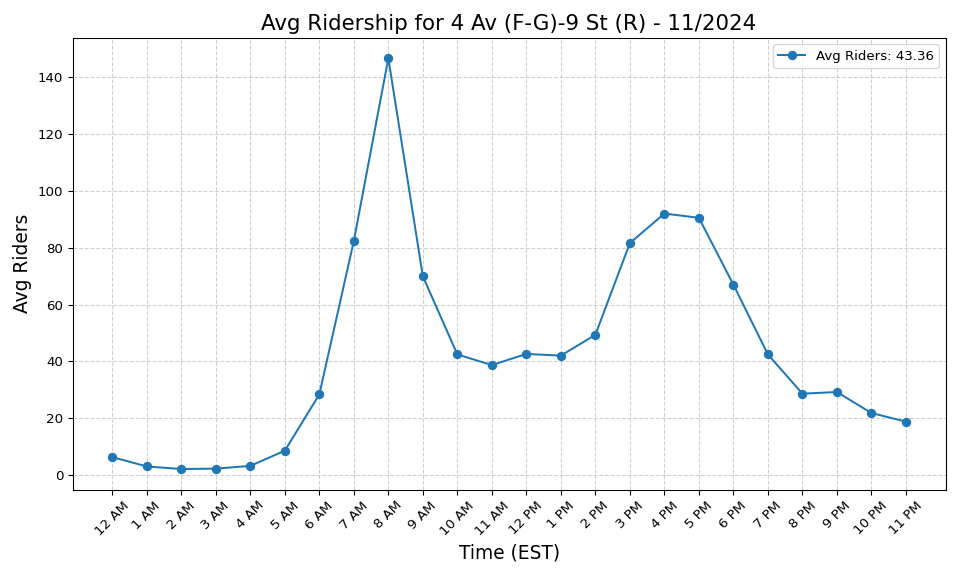 Avg Ridership for 4 Av (F-G)-9 St (R) - 11/2024
Avg Riders: 43.36
Avg Riders
140
120
100
80
60
40
20
0
12 AM 1 AM 2 AM 3 AM 4 AM 5 AM 6 AM 7 AM 8 AM 9 AM 10 AM 11 AM 12 PM 1 PM 2 PM 3 PM 4 PM 5 PM 6 PM 7 PM 8 PM 9 PM 10 PM 11 PM
Time (EST)